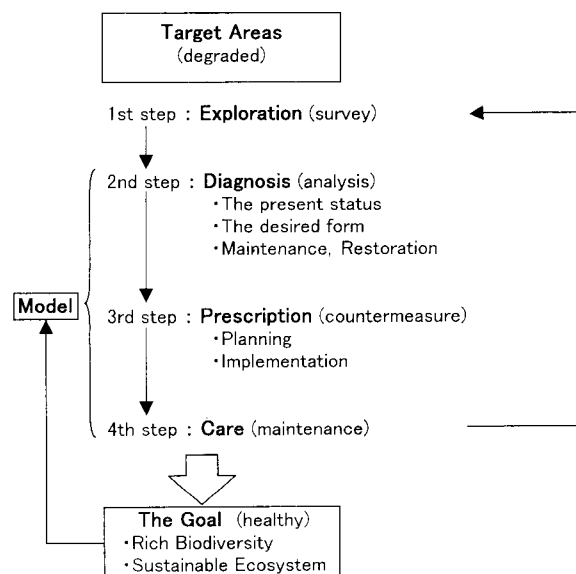 Target Areas
(degraded)
1st step : Exploration (survey)
2nd step : Diagnosis (analysis)
・The present status
・The desired form
・Maintenance, Restoration
Model
3rd step : Prescription (countermeasure)
・Planning
・Implementation
4th step : Care (maintenance)
The Goal (healthy)
・Rich Biodiversity
・Sustainable Ecosystem